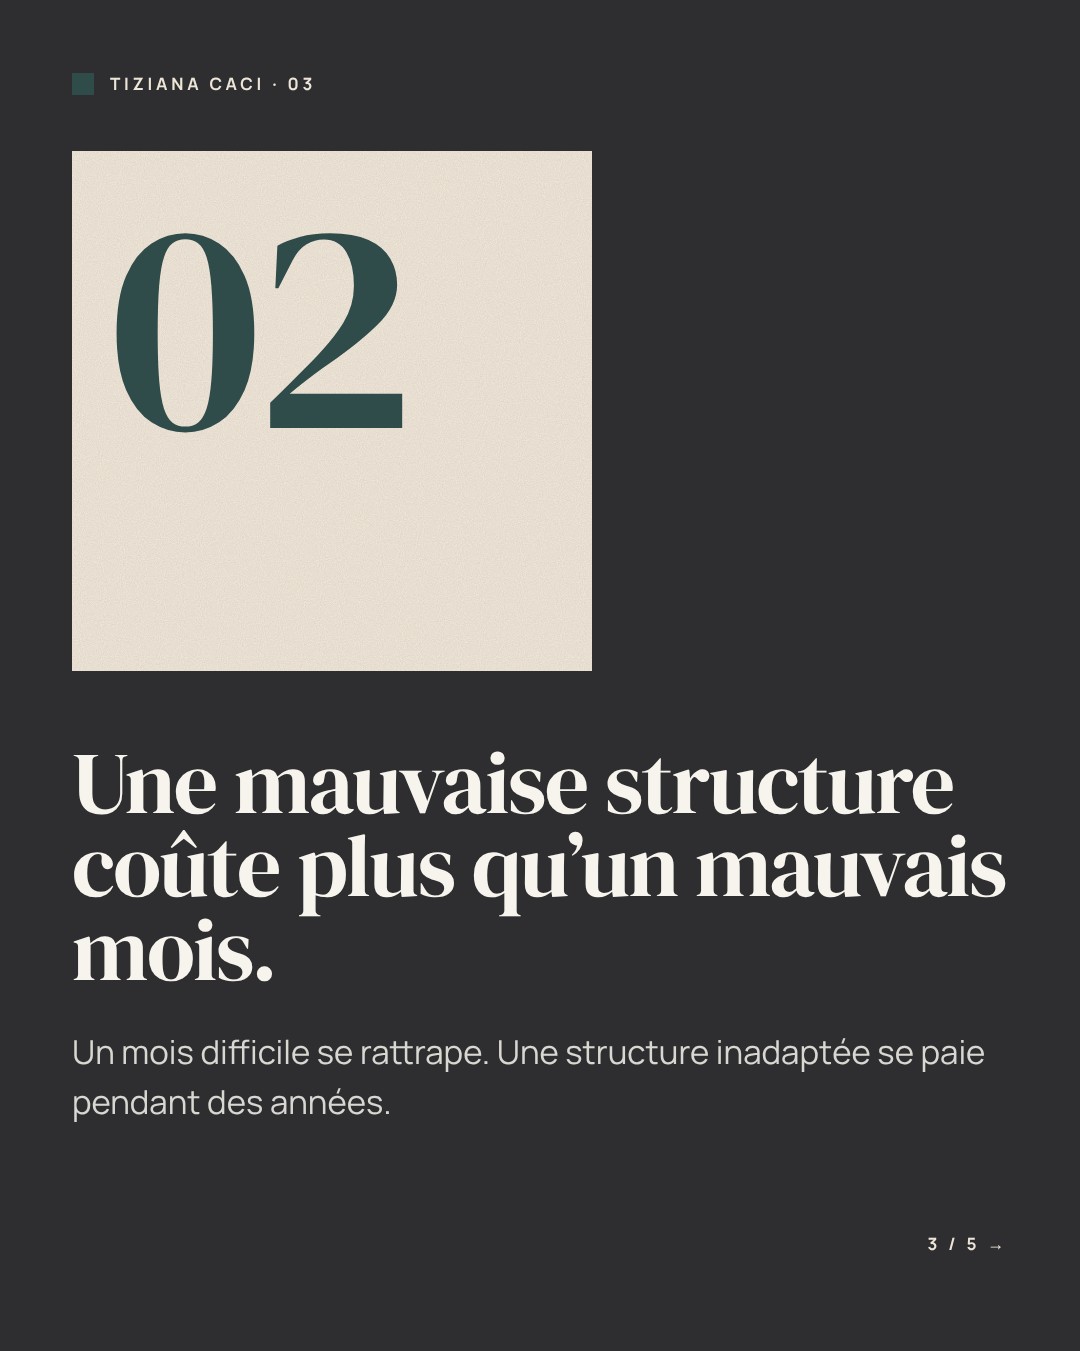 TIZIANA CACI · 03
02
Une mauvaise structure
coûte plus qu’un mauvais
mois.
Un mois difficile se rattrape. Une structure inadaptée se paie
pendant des années.
3 / 5 →